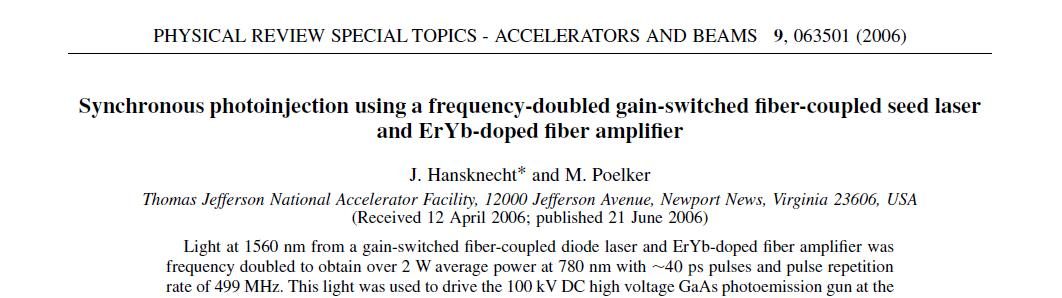 PHYSICAL REVIEW SPECIAL TOPICS - ACCELERATORS AND BEAMS 9, 063501 (2006)
Synchronous photoinjection using a frequency-doubled gain-switched fiber-coupled seed laser
and ErYb-doped fiber amplifier
J. Hansknecht* and M. Poelker
Thomas Jefferson National Accelerator Facility, 12000 Jefferson Avenue, Newport News, Virginia 23606, USA
(Received 12 April 2006; published 21 June 2006)
Light at 1560 nm from a gain-switched fiber-coupled diode laser and ErYb-doped fiber amplifier was
frequency doubled to obtain over 2 W average power at 780 nm with ~40 ps pulses and pulse repetition
rate of 499 MHz. This light was used to drive the 100 kV DC high voltage GaAs photoemission gun at the